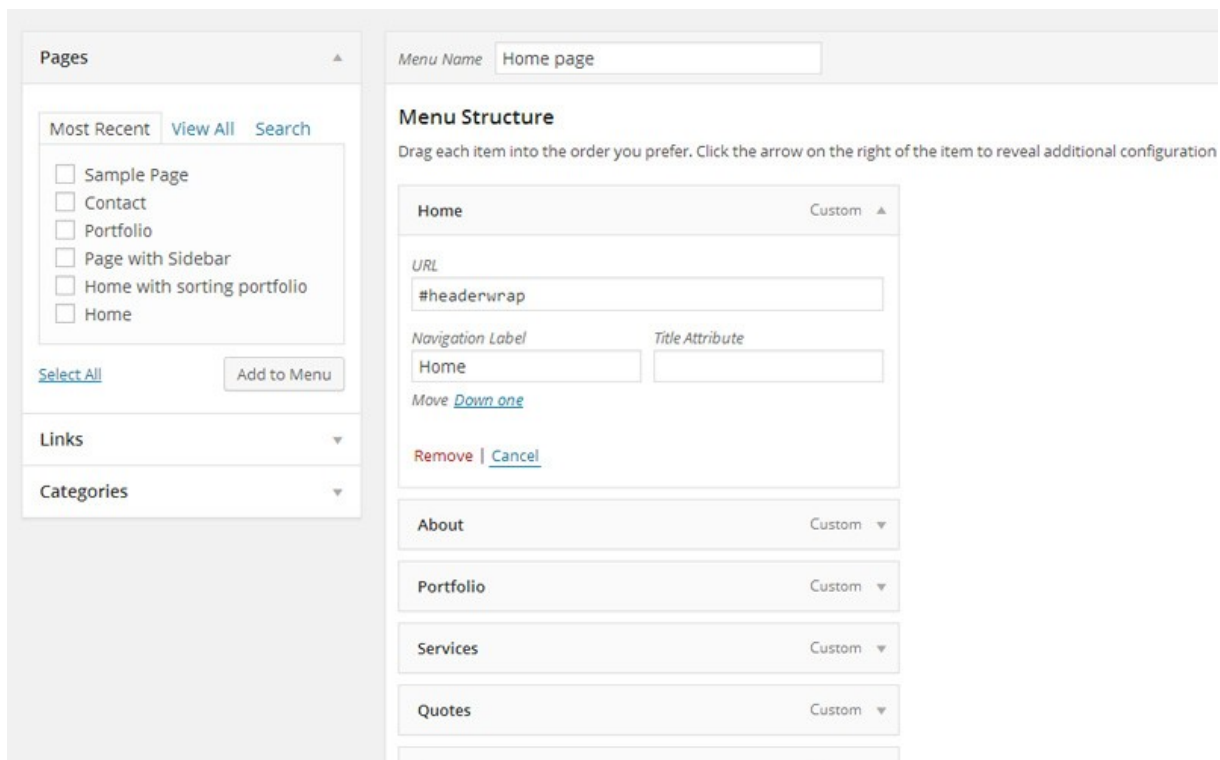 Pages
Most Recent View All Search
Sample Page
Contact
Portfolio
Page with Sidebar
Home with sorting portfolio
Home
Select All Add to Menu
Links
Categories
Menu Name Home page
Menu Structure
Drag each item into the order you prefer. Click the arrow on the right of the item to reveal additional configuration
Home Custom
URL
#headerwrap
Navigation Label Title Attribute
Home
Move Down one
Remove | Cancel
About Custom
Portfolio Custom
Services Custom
Quotes Custom